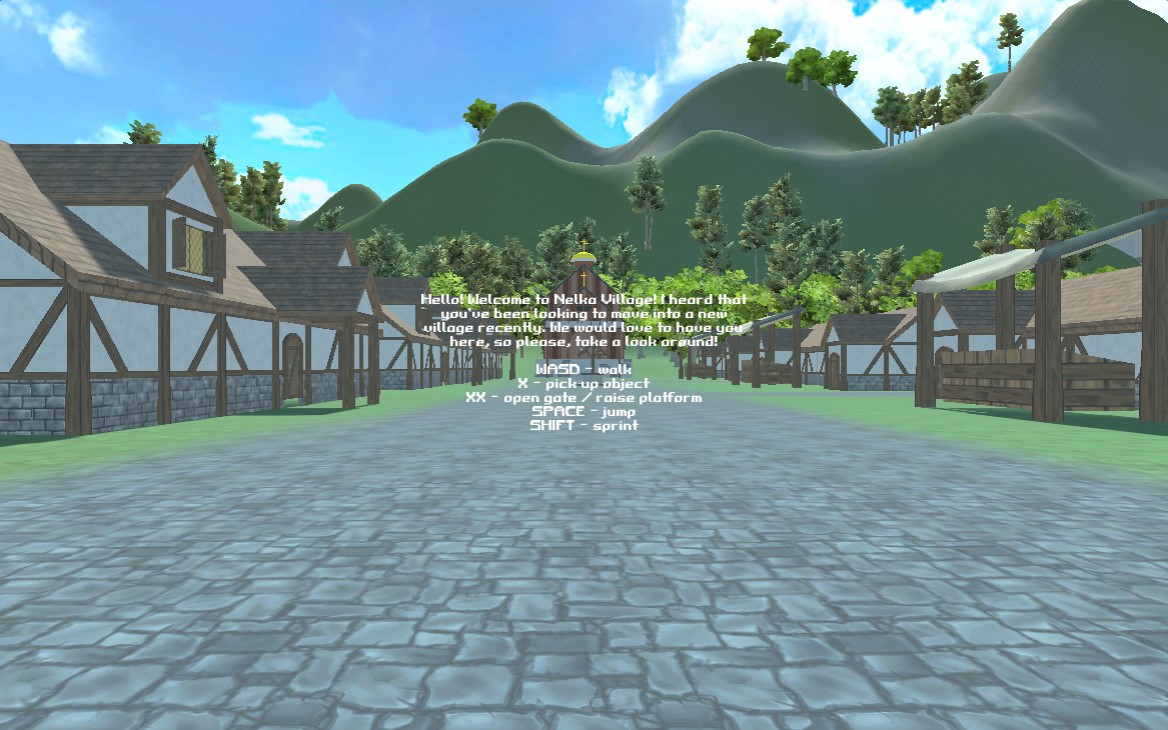 Hello! Welcome to Nelka Village! I heard that
you've been looking to move into a new
village recently. We would love to have you
here, so please, take a look around!
WASD - walk
X - pick up object
XX - open gate / raise platform
SPACE - jump
SHIFT - sprint